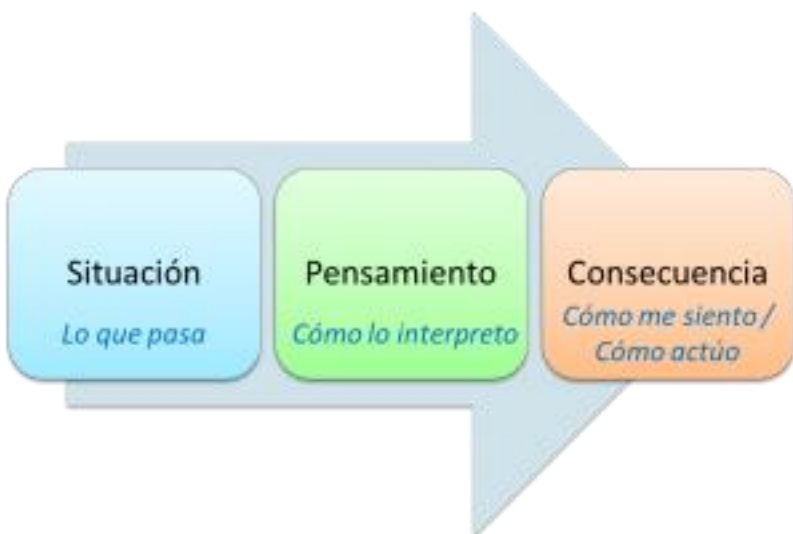 Situación
Lo que pasa
Pensamiento
Cómo lo interpreto
Consecuencia
Cómo me siento /
Cómo actúo